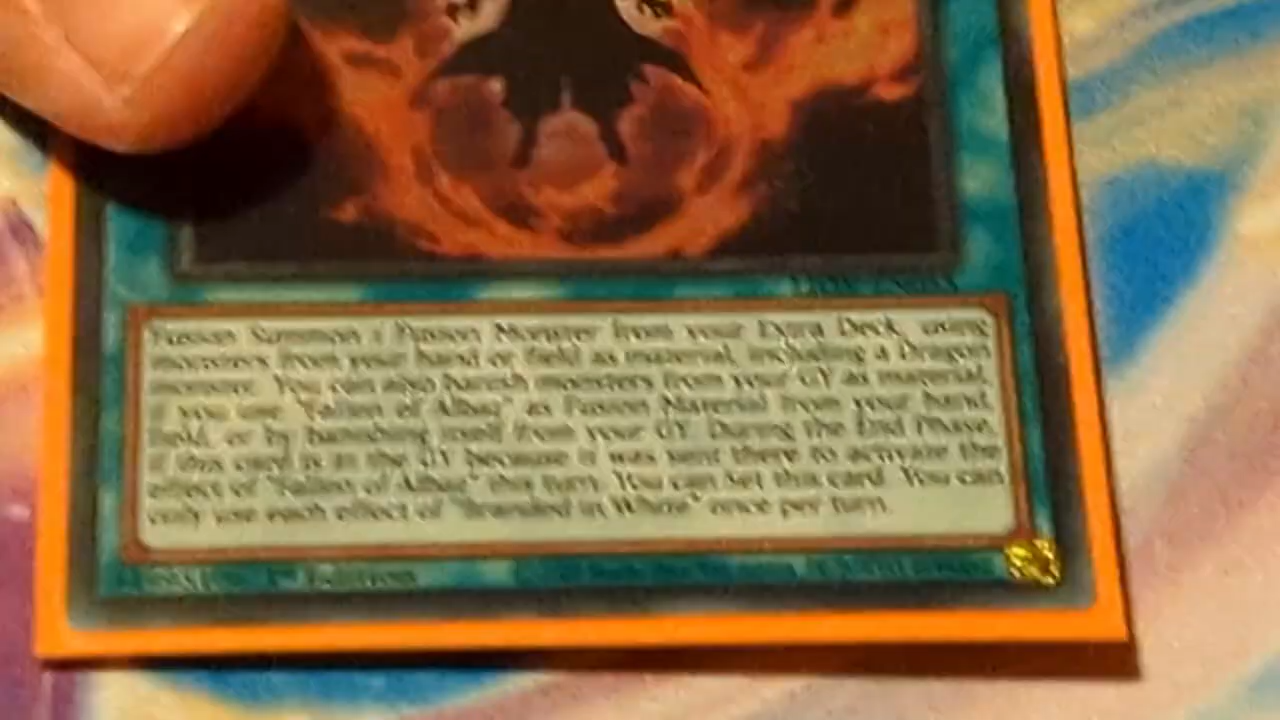 Fusion Summon 1 Fusion Monster from your Extra Deck, using
monsters from your hand or field as material, including a Dragon
monster. You can also banish monsters from your GY as material,
if you use "Fallen of Albaz" as Fusion Material from your hand,
field, or by banishing itself from your GY. During the End Phase,
if this card is in the GY because it was sent there to activate the
effect of "Fallen of Albaz" this turn: You can Set this card. You can
only use each effect of "Branded in White" once per turn.
1st Edition